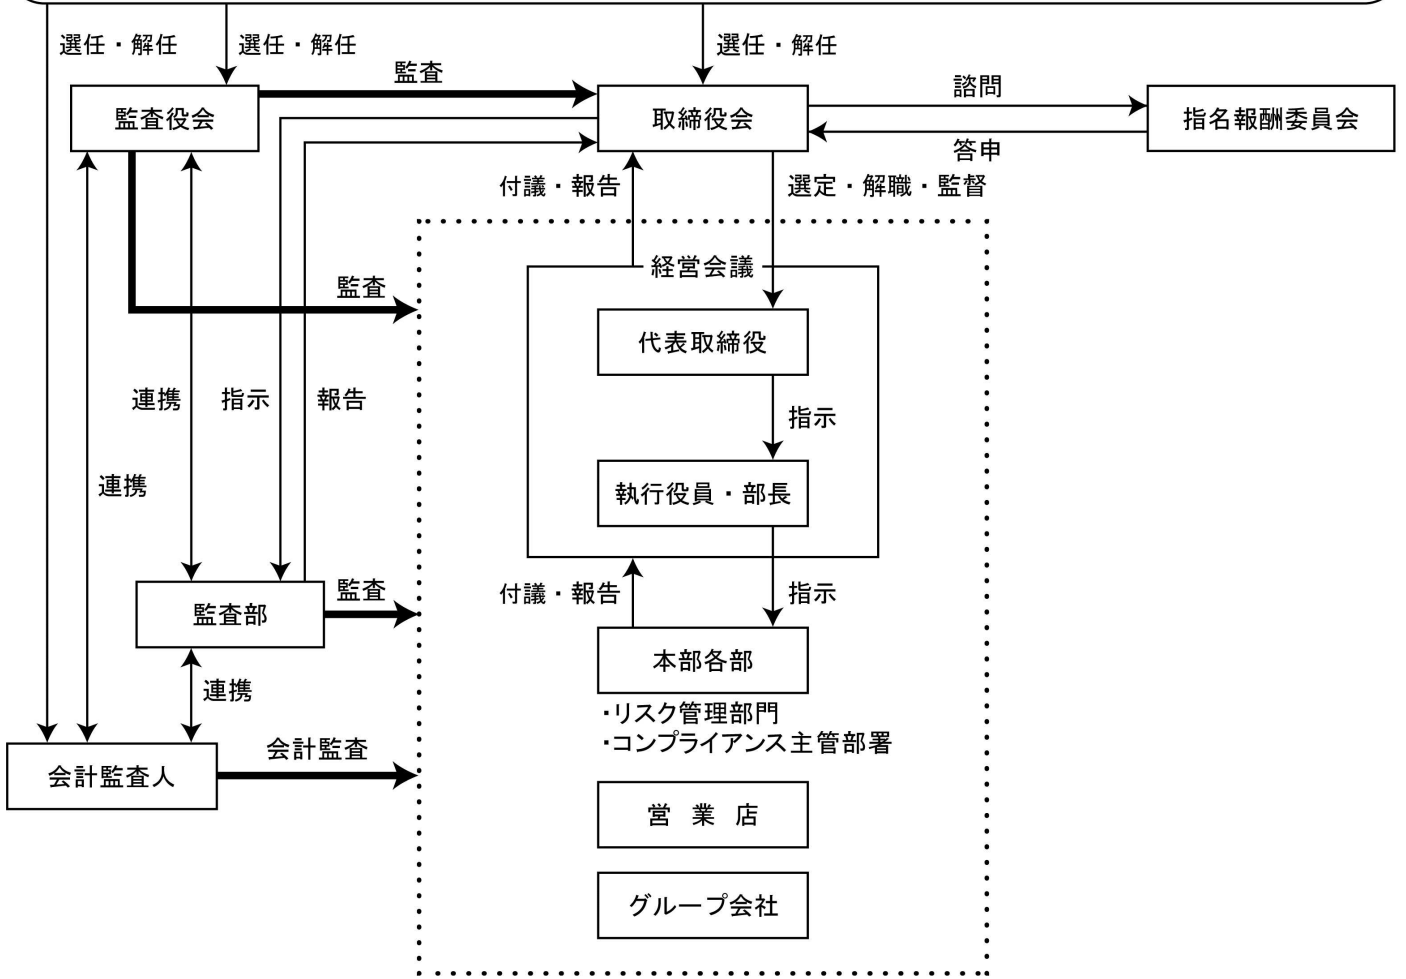 選任・解任
選任・解任
選任・解任
監査
監査役会
取締役会
諮問
答申
指名報酬委員会
付議・報告
選定・解職・監督
経営会議
監査
代表取締役
連携
指示
報告
指示
連携
執行役員・部長
監査部
監査
付議・報告
指示
本部各部
連携
・リスク管理部門
・コンプライアンス主管部署
会計監査人
会計監査
営業店
グループ会社